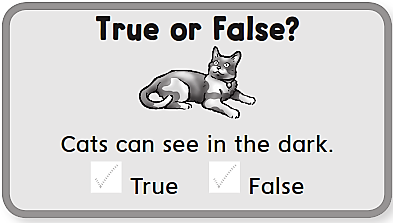 True or False?
Cats can see in the dark.
True False